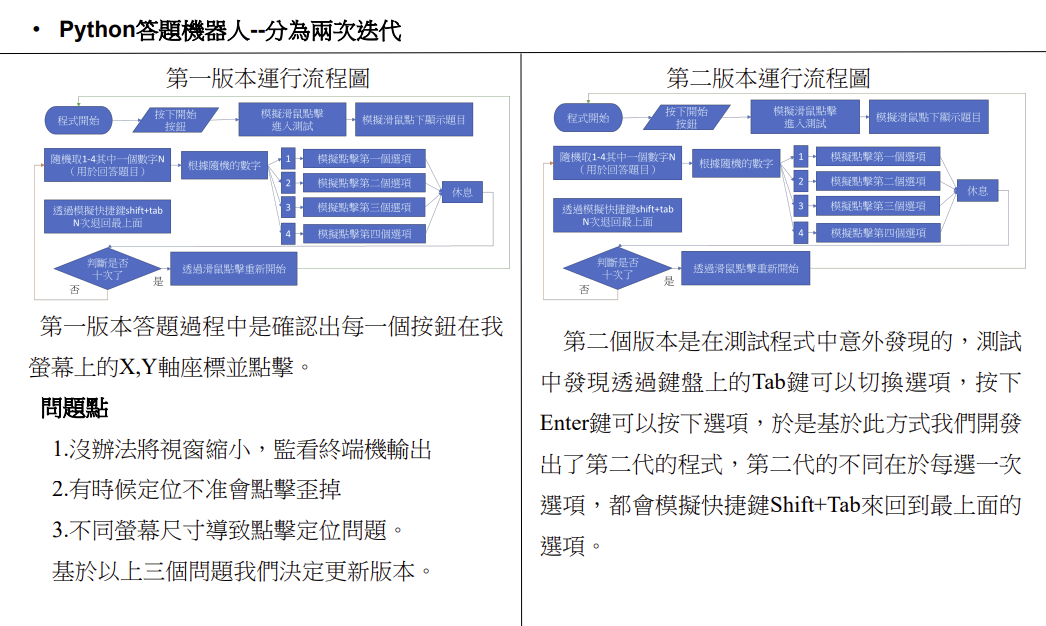 • Python答題機器人--分為兩次迭代
第一版本運行流程圖
程式開始
按下開始
按鈕
模擬滑鼠點擊
進入測試
模擬滑鼠點下顯示題目
隨機取1-4其中一個數字N
（用於回答題目）
根據隨機的數字
1
模擬點擊第一個選項
2
模擬點擊第二個選項
3
模擬點擊第三個選項
4
模擬點擊第四個選項
休息
透過模擬快捷鍵shift+tab
N次退回最上面
判斷是否
十次了
是
否
透過滑鼠點擊重新開始
第一版本答題過程中是確認出每一個按鈕在我
螢幕上的X,Y軸座標並點擊。
問題點
1.沒辦法將視窗縮小，監看終端機輸出
2.有時候定位不准會點擊歪掉
3.不同螢幕尺寸導致點擊定位問題。
基於以上三個問題我們決定更新版本。
第二版本運行流程圖
程式開始
按下開始
按鈕
模擬滑鼠點擊
進入測試
模擬滑鼠點下顯示題目
隨機取1-4其中一個數字N
（用於回答題目）
根據隨機的數字
1
模擬點擊第一個選項
2
模擬點擊第二個選項
3
模擬點擊第三個選項
4
模擬點擊第四個選項
休息
透過模擬快捷鍵shift+tab
N次退回最上面
判斷是否
十次了
是
否
透過滑鼠點擊重新開始
第二個版本是在測試程式中意外發現的，測試
中發現透過鍵盤上的Tab鍵可以切換選項，按下
Enter鍵可以按下選項，於是基於此方式我們開發
出了第二代的程式，第二代的不同在於每選一次
選項，都會模擬快捷鍵Shift+Tab來回到最上面的
選項。